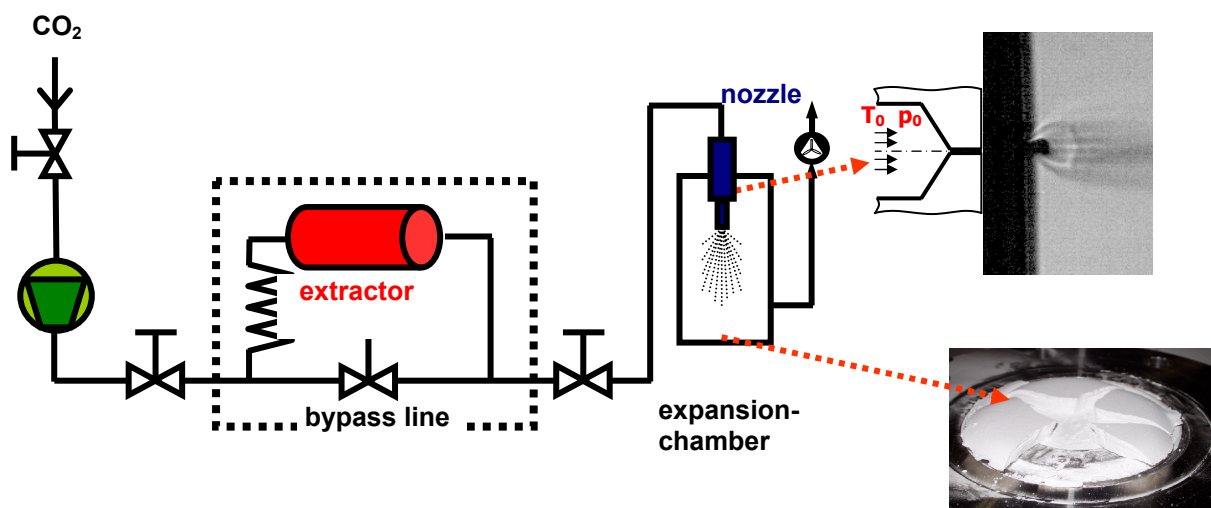 CO₂
nozzle
T₀ p₀
extractor
bypass line
expansion-
chamber